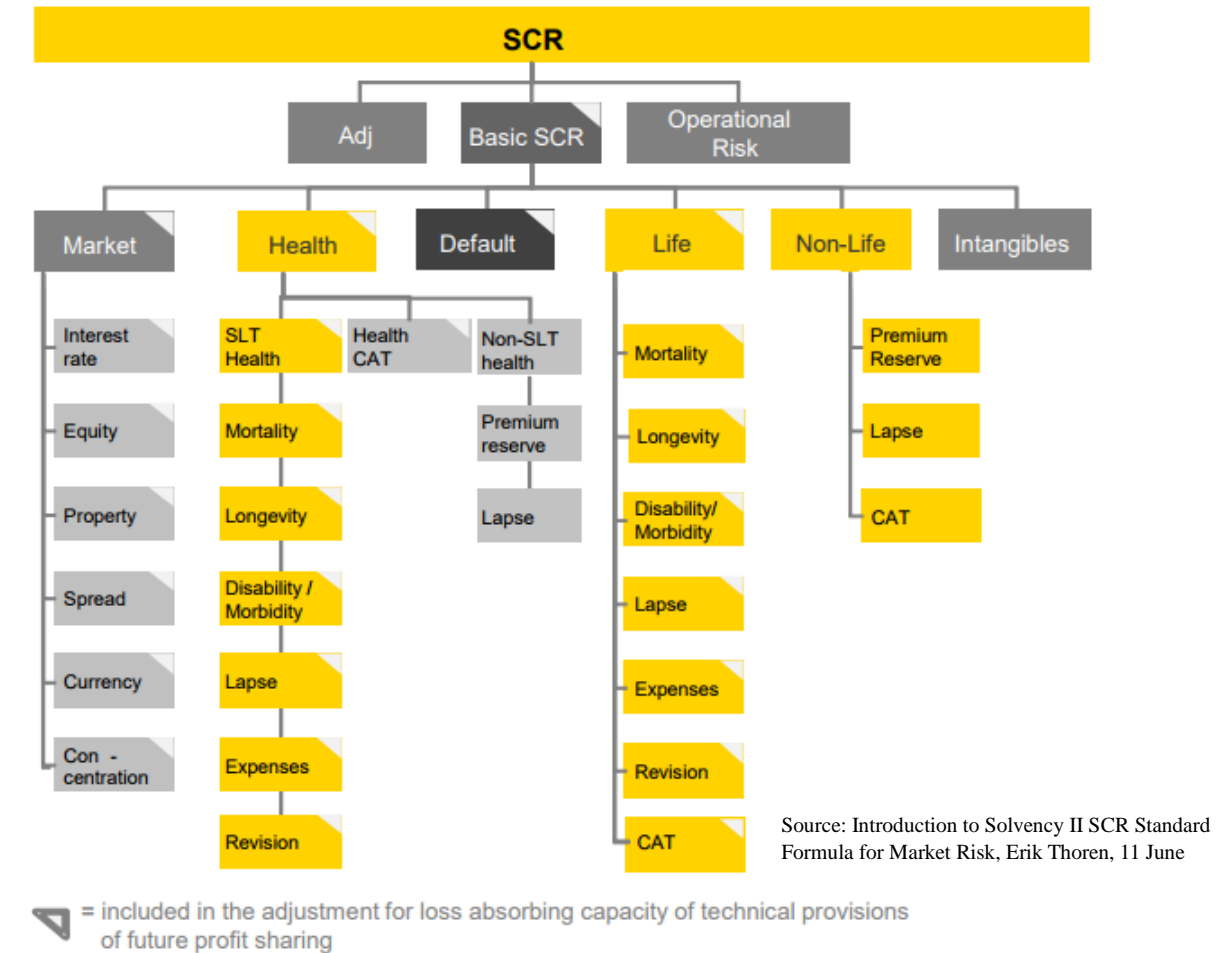 SCR
Adj
Basic SCR
Operational
Risk
Market
Health
Default
Life
Non-Life
Intangibles
Interest
rate
Equity
Property
Spread
Currency
Con -
centration
SLT
Health
Mortality
Longevity
Disability /
Morbidity
Lapse
Expenses
Revision
Health
CAT
Non-SLT
health
Premium
reserve
Lapse
Mortality
Longevity
Disability/
Morbidity
Lapse
Expenses
Revision
CAT
Premium
Reserve
Lapse
CAT
Source: Introduction to Solvency II SCR Standard
Formula for Market Risk, Erik Thoren, 11 June
= included in the adjustment for loss absorbing capacity of technical provisions
of future profit sharing